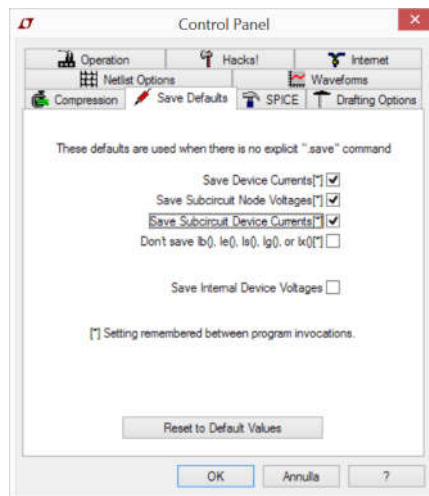 Control Panel
Operation Hacks! Internet
Netlist Options Waveforms
Compression Save Defaults SPICE Drafting Options
These defaults are used when there is no explicit ".save" command
Save Device Currents[*]
Save Subcircuit Node Voltages[*]
Save Subcircuit Device Currents[*]
Don't save Ib(), Ie(), Is(), Ig(), or Ix()[*]
Save Internal Device Voltages
[*] Setting remembered between program invocations.
Reset to Default Values
OK Annulla ?